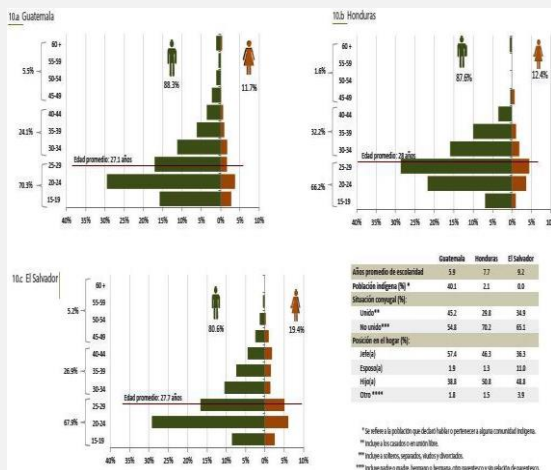 10.a Guatemala
60 +
55-59
50-54
45-49
40-44
35-39
30-34
25-29
20-24
15-19
5.5%
24.1%
70.3%
88.3%
11.7%
Edad promedio: 27.1 años
40% 35% 30% 25% 20% 15% 10% 5% 0% 5% 10%
10.b Honduras
60 +
55-59
50-54
45-49
40-44
35-39
30-34
25-29
20-24
15-19
1.6%
32.2%
66.2%
87.6%
12.4%
Edad promedio: 28 años
40% 35% 30% 25% 20% 15% 10% 5% 0% 5% 10%
10.c El Salvador
60 +
55-59
50-54
45-49
40-44
35-39
30-34
25-29
20-24
15-19
5.2%
26.9%
67.9%
80.6%
19.4%
Edad promedio: 27.7 años
40% 35% 30% 25% 20% 15% 10% 5% 0% 5% 10%
Guatemala Honduras El Salvador
Años promedio de escolaridad 5.9 7.7 9.2
Población indígena (%) * 40.1 2.1 0.0
Situación conyugal (%):
Unido** 45.2 29.8 34.9
No unido*** 54.8 70.2 65.1
Posición en el hogar (%):
Jefe(a) 57.4 46.3 36.3
Esposo(a) 1.9 1.3 11.0
Hijo(a) 38.8 50.8 48.8
Otro **** 1.8 1.5 3.9
* Se refiere a la población que declaró hablar o pertenecer a alguna comunidad indígena.
** Incluye a los casados o en unión libre.
*** Incluye a solteros, separados, viudos y divorciados.
**** Incluye padre o madre, hermano o hermana, otro parentesco y sin relación de parentesco.